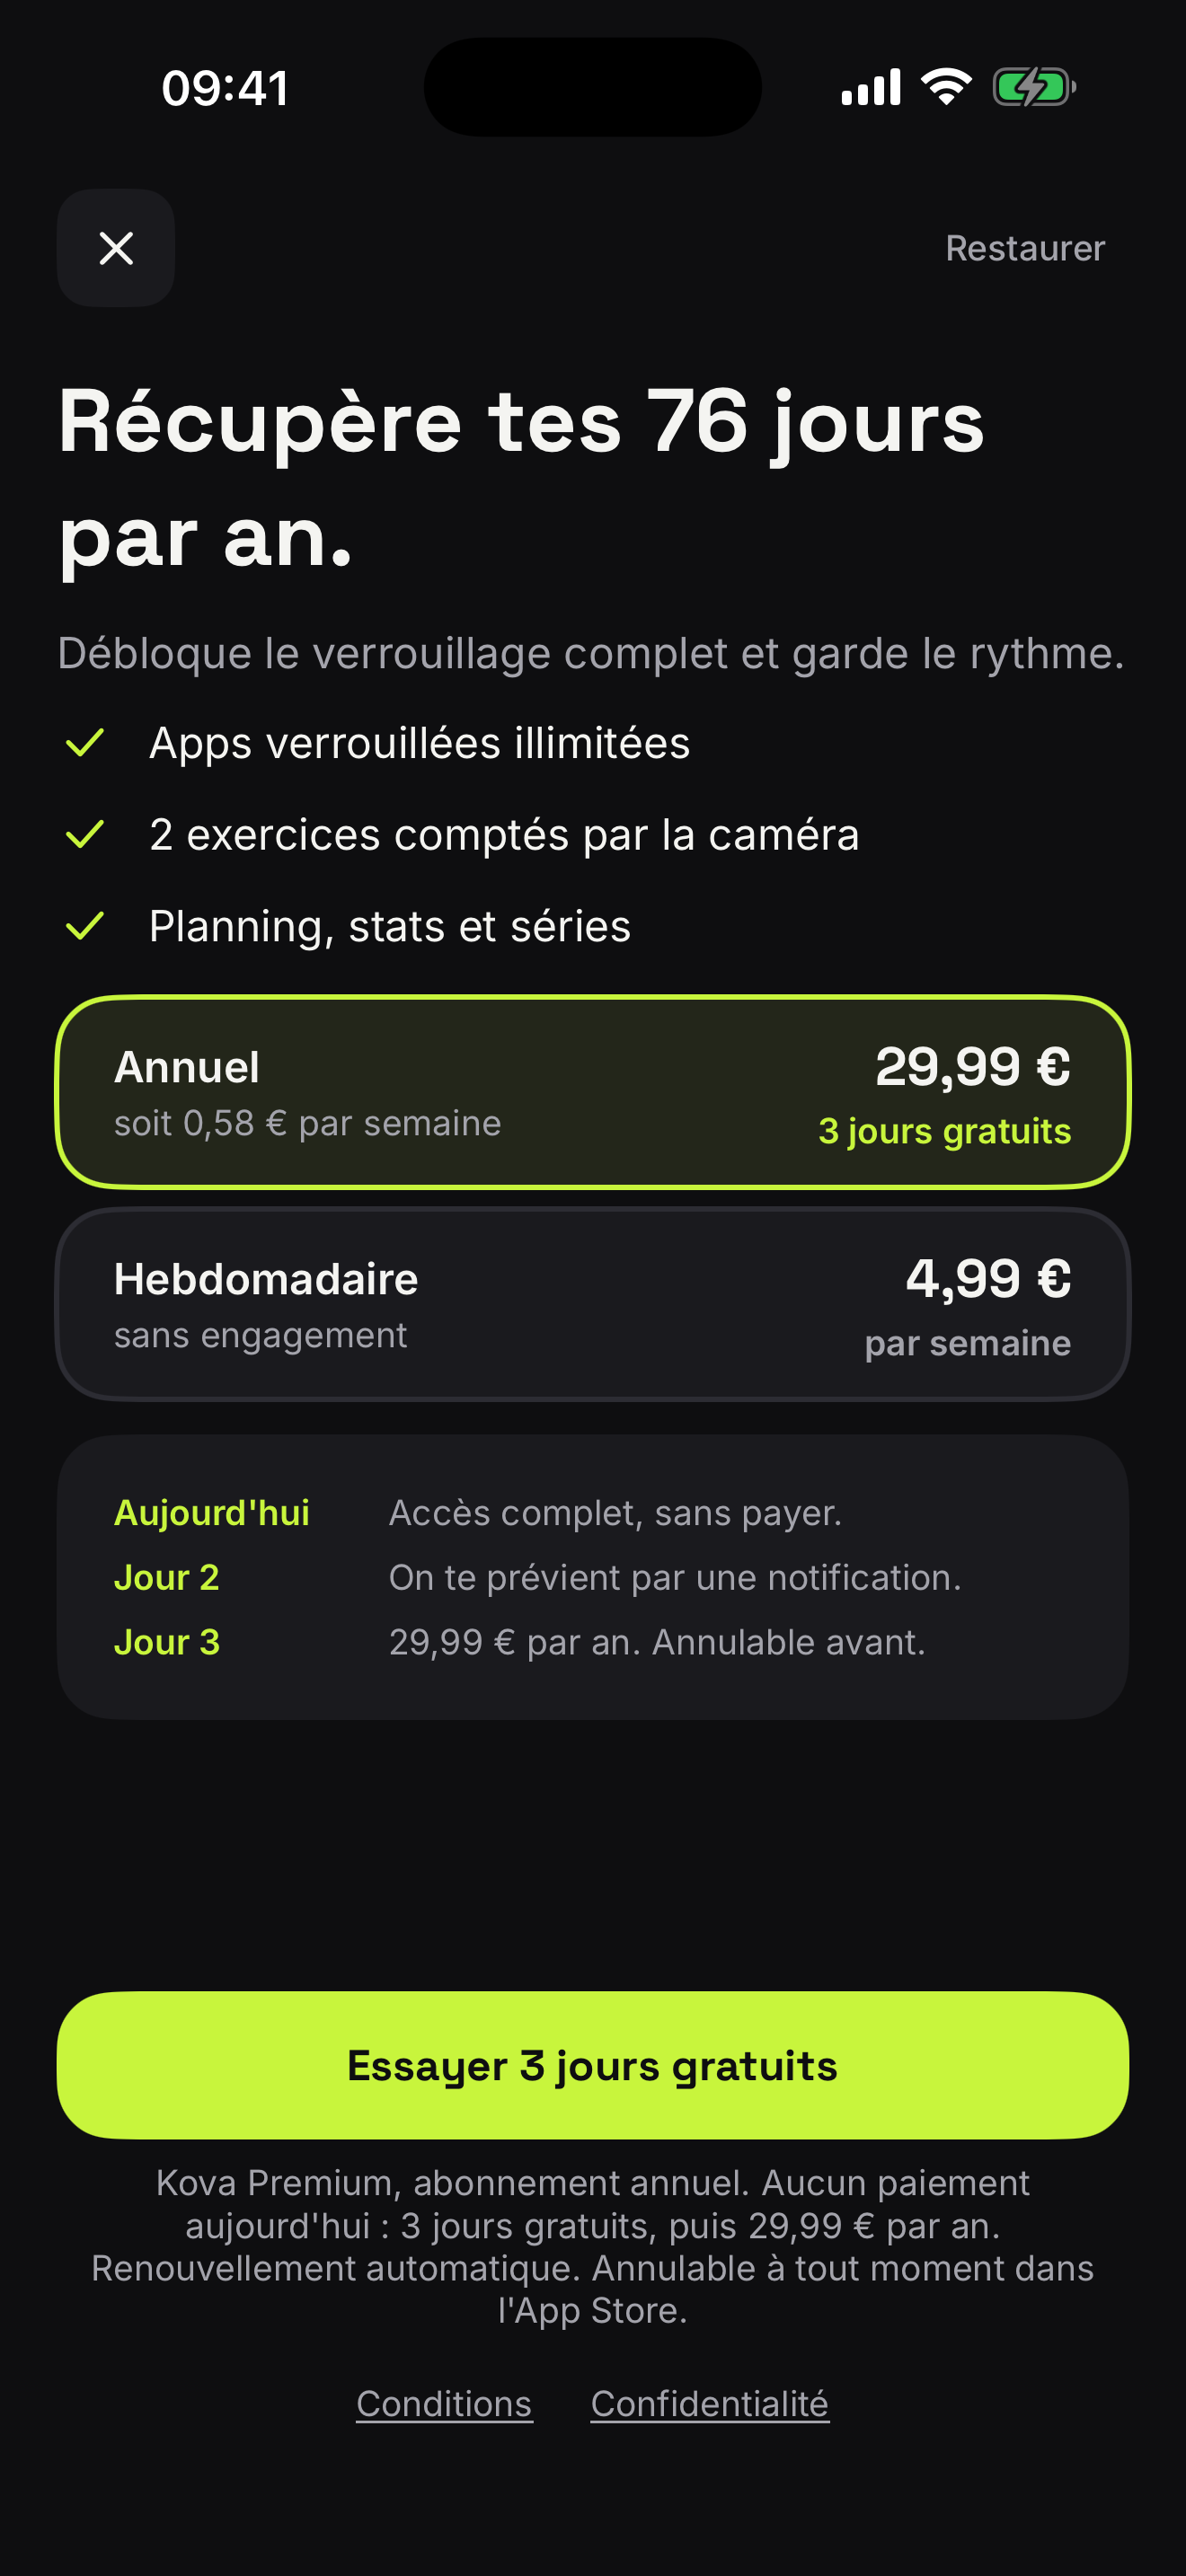 09:41
Restaurer
Récupère tes 76 jours
par an.
Débloque le verrouillage complet et garde le rythme.
Apps verrouillées illimitées
2 exercices comptés par la caméra
Planning, stats et séries
Annuel
29,99 €
soit 0,58 € par semaine
3 jours gratuits
Hebdomadaire
4,99 €
sans engagement
par semaine
Aujourd'hui Accès complet, sans payer.
Jour 2 On te prévient par une notification.
Jour 3 29,99 € par an. Annulable avant.
Essayer 3 jours gratuits
Kova Premium, abonnement annuel. Aucun paiement
aujourd'hui : 3 jours gratuits, puis 29,99 € par an.
Renouvellement automatique. Annulable à tout moment dans
l'App Store.
Conditions Confidentialité